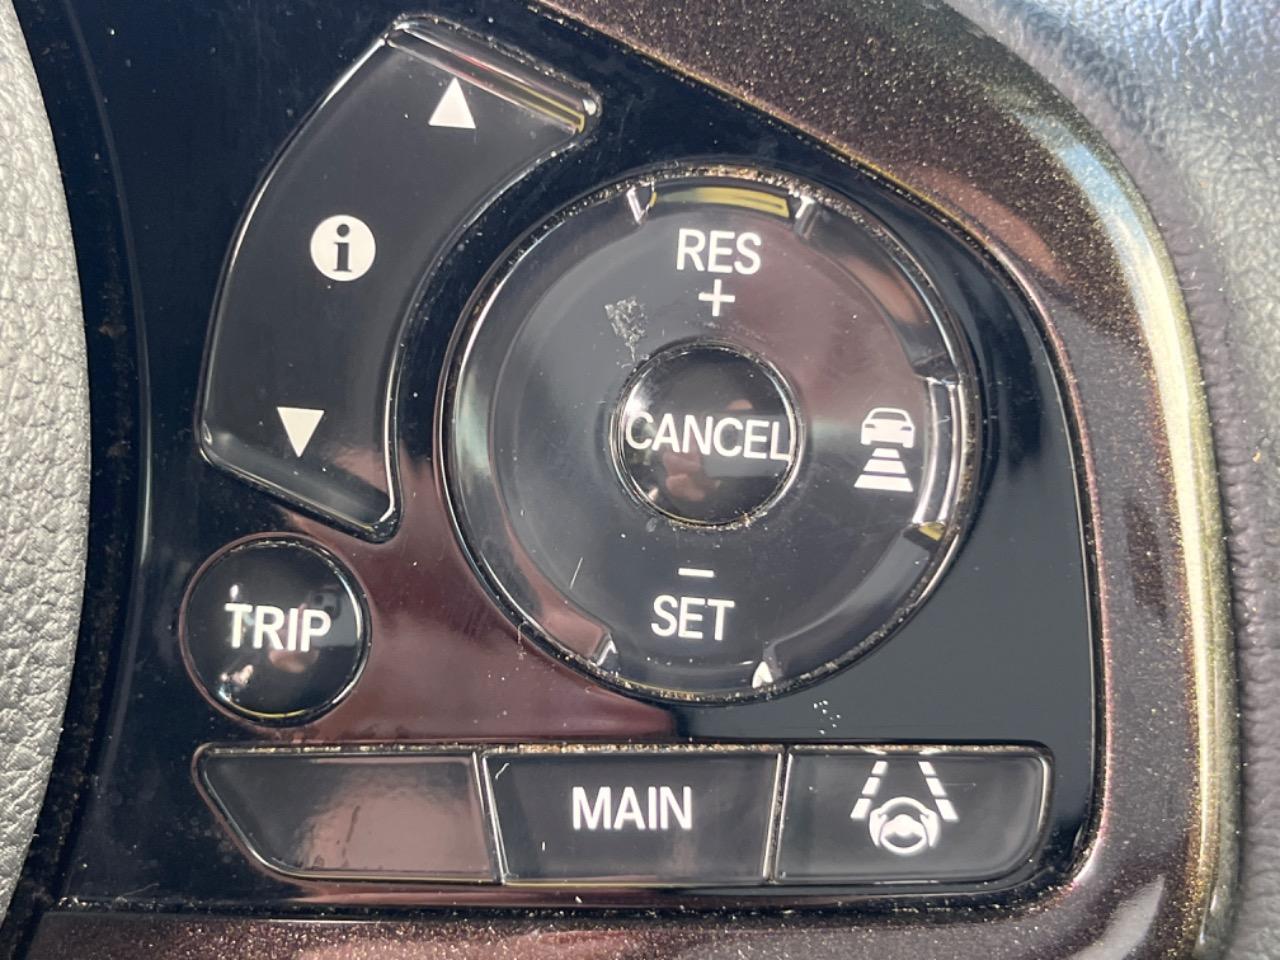 i
RES
+
CANCEL
–
SET
TRIP
MAIN